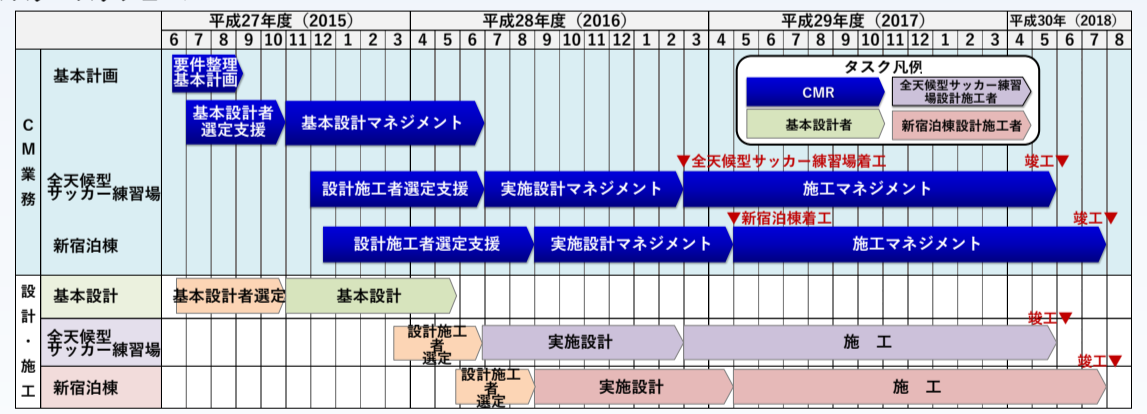 平成27年度（2015） 平成28年度（2016） 平成29年度（2017） 平成30年（2018）
6 7 8 9 10 11 12 1 2 3 4 5 6 7 8 9 10 11 12 1 2 3 4 5 6 7 8 9 10 11 12 1 2 3 4 5 6 7 8
CM業務
基本計画
要件整理
基本計画
基本設計者
選定支援
基本設計マネジメント
タスク凡例
CMR
全天候型サッカー練習
場設計施工者
基本設計者
新宿泊棟設計施工者
▼全天候型サッカー練習場着工
竣工▼
全天候型
サッカー練習場
設計施工者選定支援
実施設計マネジメント
施工マネジメント
▼新宿泊棟着工
竣工▼
新宿泊棟
設計施工者選定支援
実施設計マネジメント
施工マネジメント
設計・施工
基本設計
基本設計者選定
基本設計
竣工▼
全天候型
サッカー練習場
設計施工
者
選定
実施設計
施　工
竣工▼
新宿泊棟
設計施工
者
選定
実施設計
施　工